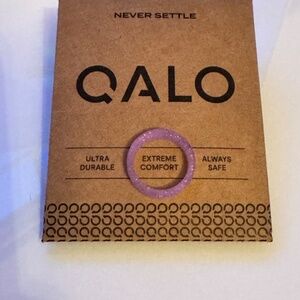 NEVER SETTLE
QALO
ULTRA DURABLE
EXTREME COMFORT
ALWAYS SAFE